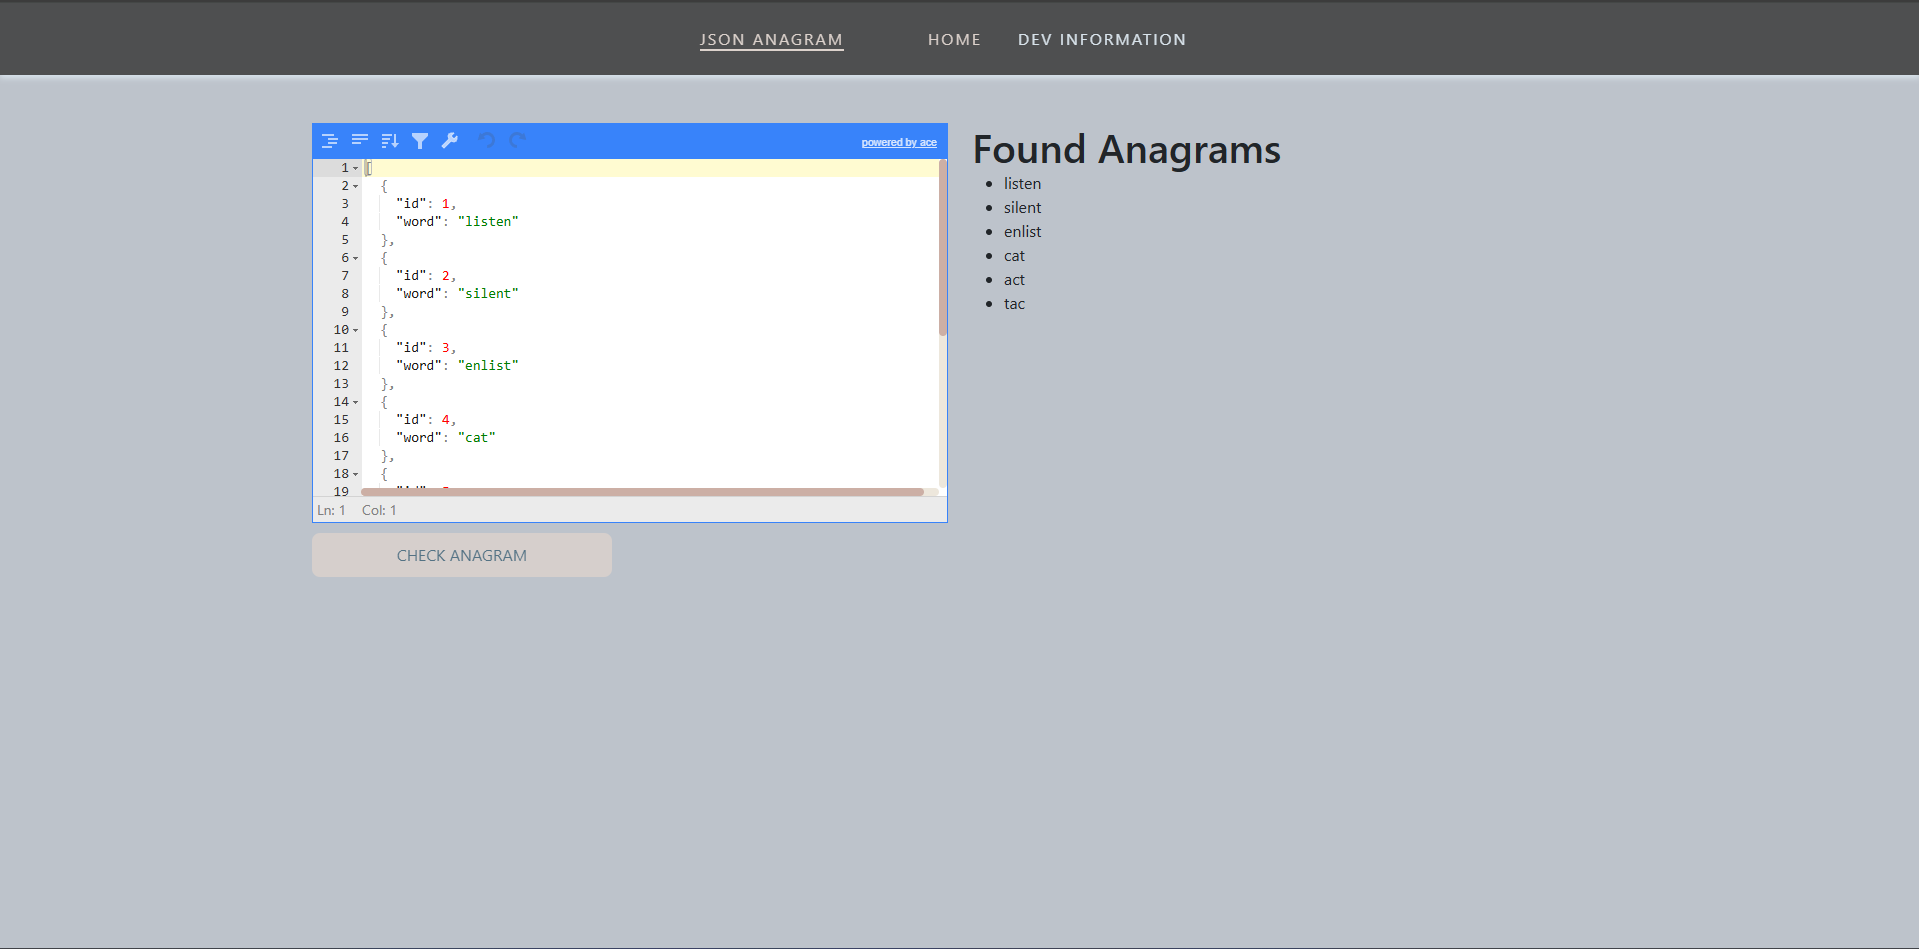 JSON ANAGRAM HOME DEV INFORMATION
powered by ace
1 [
2 {
3 "id": 1,
4 "word": "listen"
5 },
6 {
7 "id": 2,
8 "word": "silent"
9 },
10 {
11 "id": 3,
12 "word": "enlist"
13 },
14 {
15 "id": 4,
16 "word": "cat"
17 },
18 {
19
Ln: 1 Col: 1
CHECK ANAGRAM
Found Anagrams
listen
silent
enlist
cat
act
tac